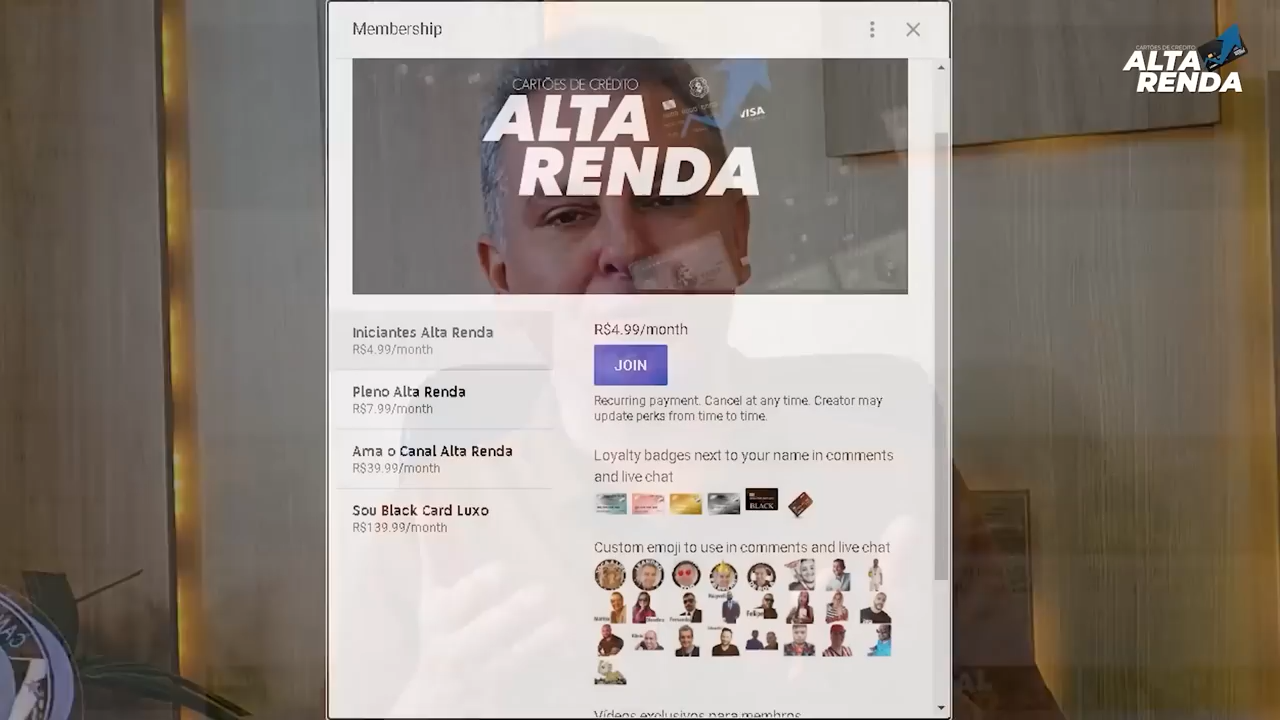 Membership
CARTÕES DE CRÉDITO
ALTA
RENDA
VISA
CARTÕES DE CRÉDITO
ALTA
RENDA
Iniciantes Alta Renda
R$4.99/month
Pleno Alta Renda
R$7.99/month
Ama o Canal Alta Renda
R$39.99/month
Sou Black Card Luxo
R$139.99/month
R$4.99/month
JOIN
Recurring payment. Cancel at any time. Creator may
update perks from time to time.
Loyalty badges next to your name in comments
and live chat
BLACK
Custom emoji to use in comments and live chat
Vídeos exclusivos para membros